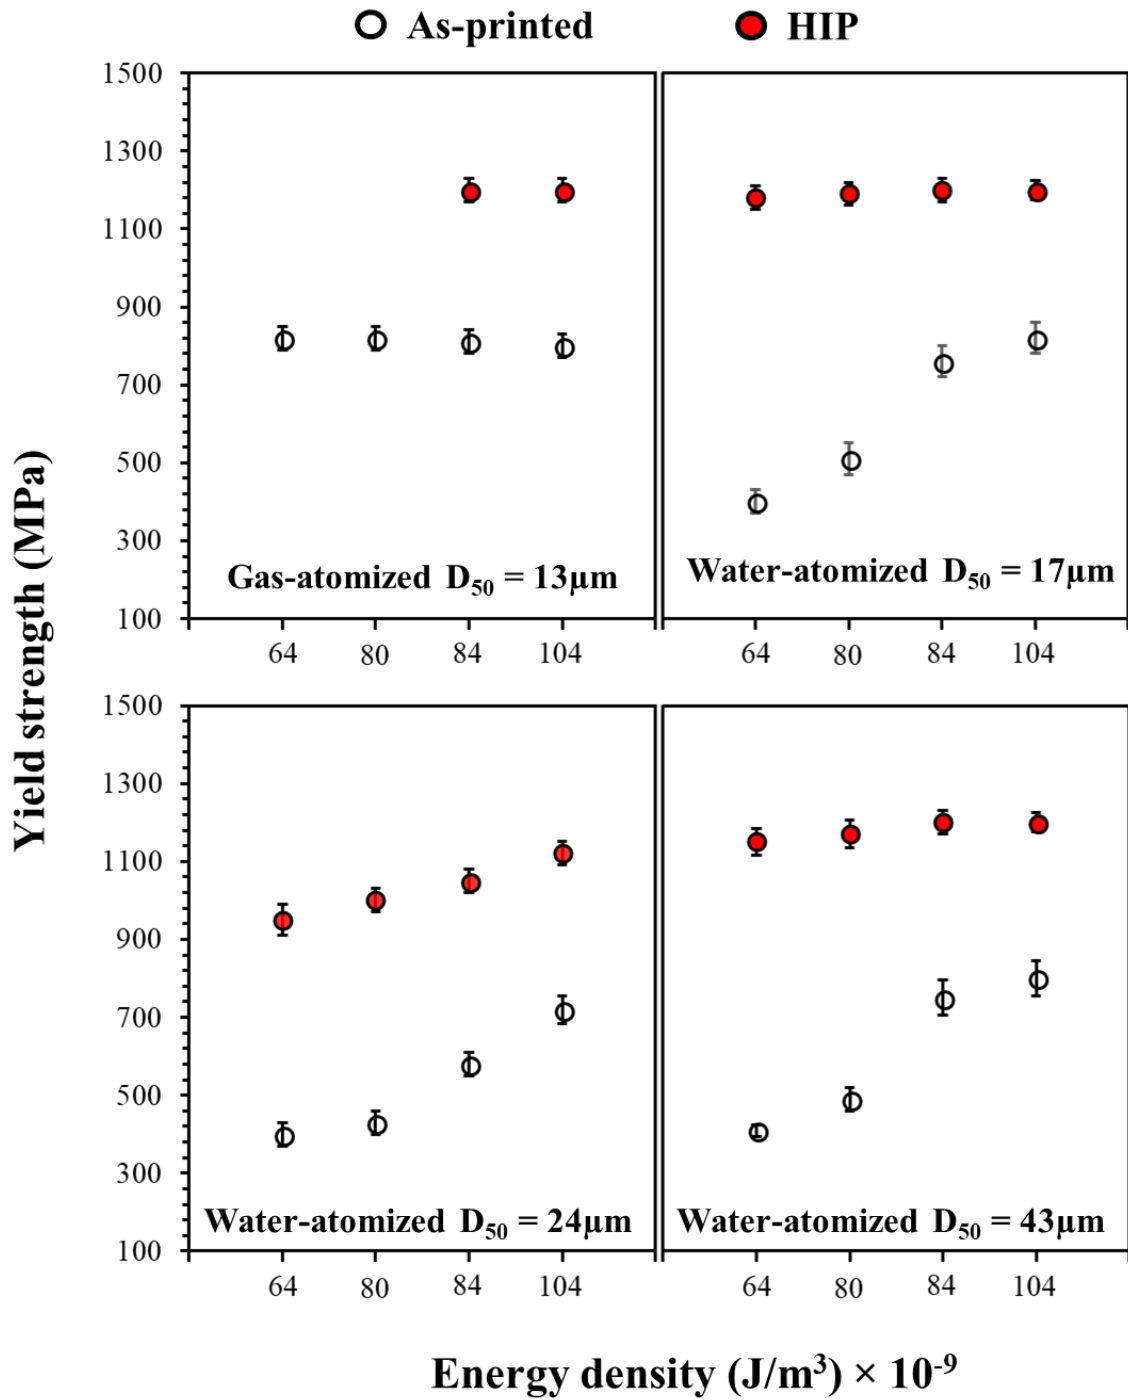 As-printed HIP
Yield strength (MPa)
1500
1300
1100
900
700
500
300
100
Gas-atomized D₅₀ = 13µm
64 80 84 104
Water-atomized D₅₀ = 17µm
64 80 84 104
1500
1300
1100
900
700
500
300
100
Water-atomized D₅₀ = 24µm
64 80 84 104
Water-atomized D₅₀ = 43µm
64 80 84 104
Energy density (J/m³) × 10⁻⁹